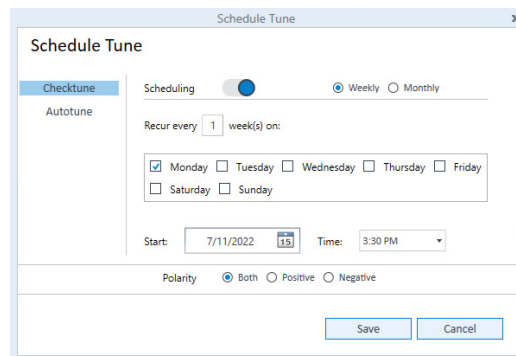 Schedule Tune
Schedule Tune
Checktune
Autotune
Scheduling Weekly Monthly
Recur every 1 week(s) on:
Monday Tuesday Wednesday Thursday Friday
Saturday Sunday
Start: 7/11/2022 15 Time: 3:30 PM
Polarity Both Positive Negative
Save Cancel